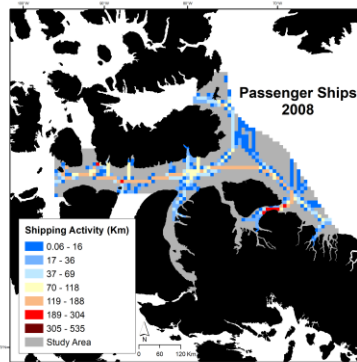 Passenger Ships
2008
Shipping Activity (Km)
0.06 - 16
17 - 36
37 - 69
70 - 118
119 - 188
189 - 304
305 - 535
Study Area
N
0 30 60 120 Km